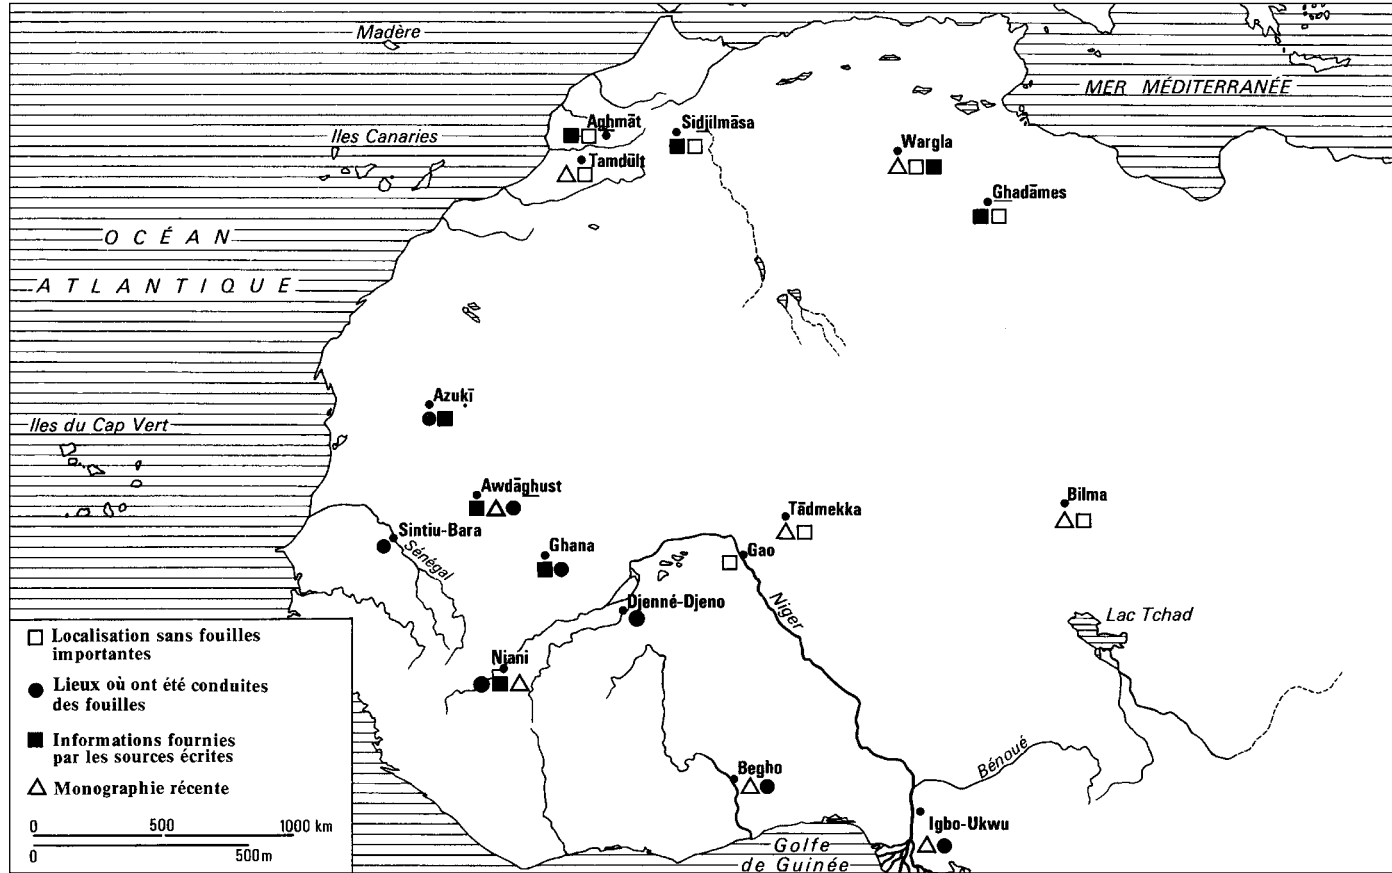 Madère
MER MÉDITERRANÉE
Aghmāt
Sidjilmāsa
Iles Canaries
Wargla
Tamdūlt
Ghadāmes
OCÉAN
ATLANTIQUE
Azukī
Iles du Cap Vert
Awdāghust
Bilma
Tādmekka
Sintiu-Bara
Ghana
Gao
Sénégal
Djenné-Djeno
Niger
Lac Tchad
Niani
Bénoué
Begho
Igbo-Ukwu
Golfe
de Guinée
Localisation sans fouilles
importantes
Lieux où ont été conduites
des fouilles
Informations fournies
par les sources écrites
Monographie récente
0 500 1000 km
0 500m